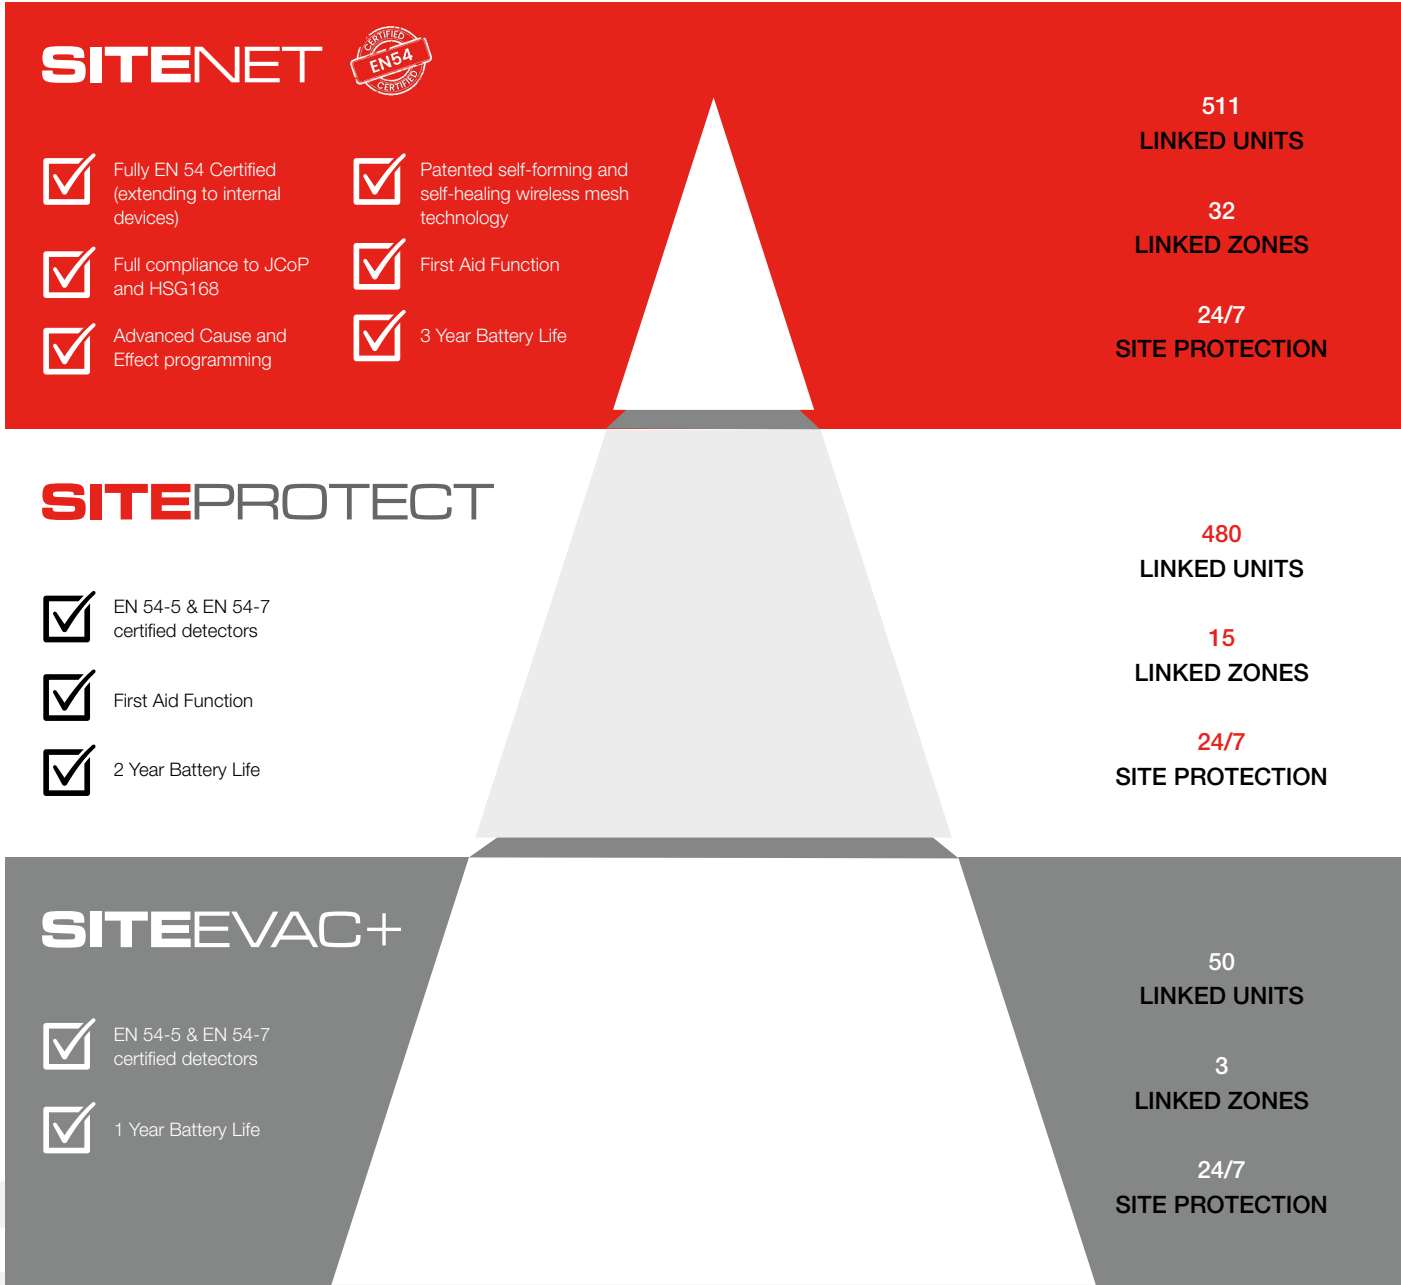 SITENET
CERTIFIED
EN54
CERTIFIED
Fully EN 54 Certified
(extending to internal
devices)
Full compliance to JCoP
and HSG168
Advanced Cause and
Effect programming
Patented self-forming and
self-healing wireless mesh
technology
First Aid Function
3 Year Battery Life
511
LINKED UNITS
32
LINKED ZONES
24/7
SITE PROTECTION
SITEPROTECT
EN 54-5 & EN 54-7
certified detectors
First Aid Function
2 Year Battery Life
480
LINKED UNITS
15
LINKED ZONES
24/7
SITE PROTECTION
SITEEVAC+
EN 54-5 & EN 54-7
certified detectors
1 Year Battery Life
50
LINKED UNITS
3
LINKED ZONES
24/7
SITE PROTECTION